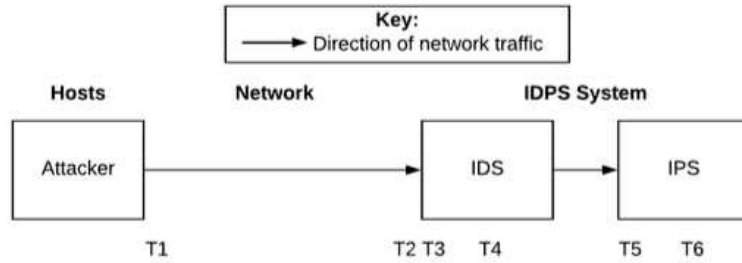 Key:
Direction of network traffic
Hosts Network IDPS System
Attacker IDS IPS
T1 T2 T3 T4 T5 T6